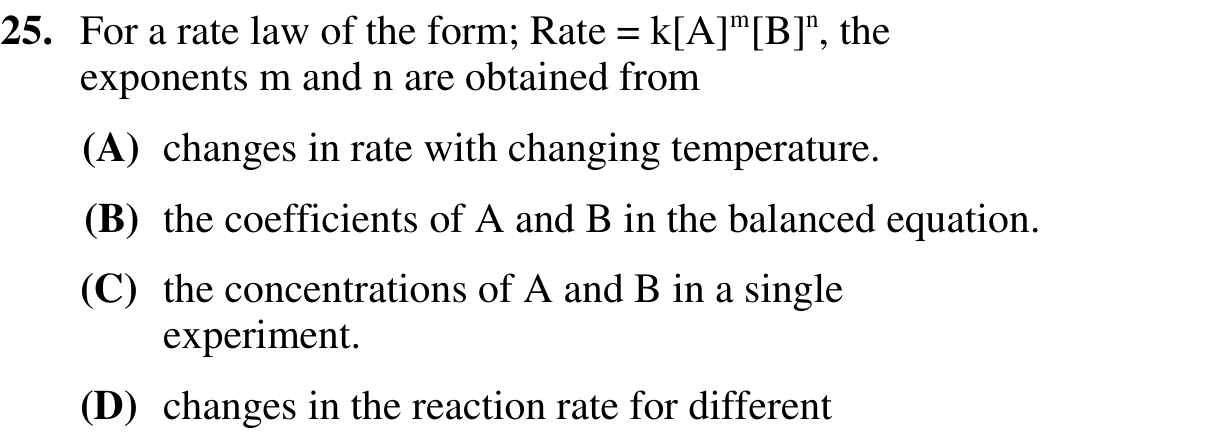 25. For a rate law of the form; Rate = k[A]ᵐ[B]ⁿ, the
exponents m and n are obtained from
(A) changes in rate with changing temperature.
(B) the coefficients of A and B in the balanced equation.
(C) the concentrations of A and B in a single
experiment.
(D) changes in the reaction rate for different